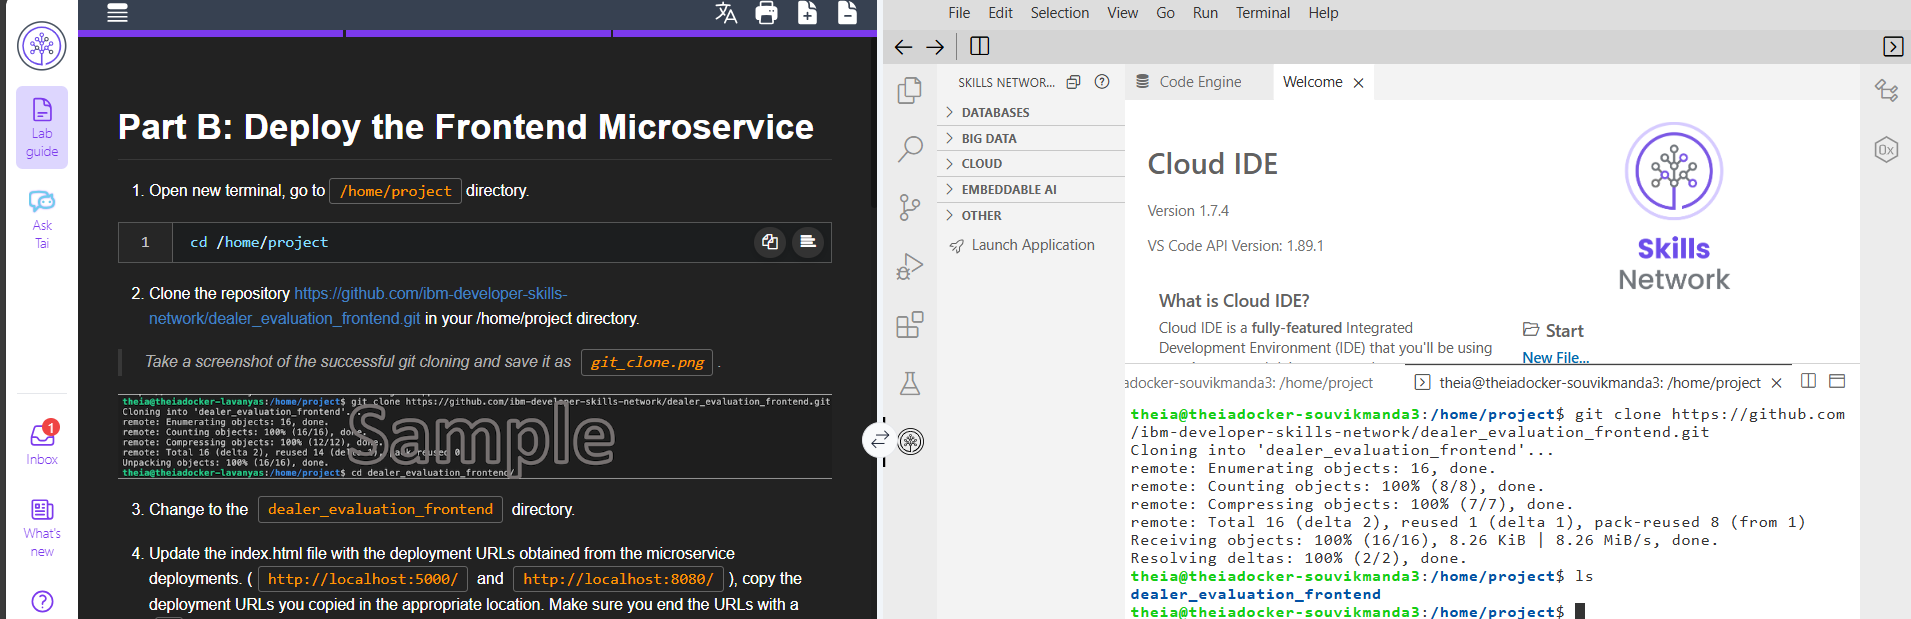 Lab
guide
Ask
Tai
1
Inbox
What's
new
Part B: Deploy the Frontend Microservice
1. Open new terminal, go to /home/project directory.
1 cd /home/project
2. Clone the repository https://github.com/ibm-developer-skills-
network/dealer_evaluation_frontend.git in your /home/project directory.
Take a screenshot of the successful git cloning and save it as git_clone.png .
theia@theiadocker-lavanyas:/home/project$ git clone https://github.com/ibm-developer-skills-network/dealer_evaluation_frontend.git
Cloning into 'dealer_evaluation_frontend'...
remote: Enumerating objects: 16, done.
remote: Counting objects: 100% (16/16), done.
remote: Compressing objects: 100% (12/12), done.
remote: Total 16 (delta 2), reused 14 (delta 1), pack-reused 0
Unpacking objects: 100% (16/16), done.
theia@theiadocker-lavanyas:/home/project$ cd dealer_evaluation_frontend/
Sample
3. Change to the dealer_evaluation_frontend directory.
4. Update the index.html file with the deployment URLs obtained from the microservice
deployments. ( http://localhost:5000/ and http://localhost:8080/ ), copy the
deployment URLs you copied in the appropriate location. Make sure you end the URLs with a
File Edit Selection View Go Run Terminal Help
SKILLS NETWOR...
DATABASES
BIG DATA
CLOUD
EMBEDDABLE AI
OTHER
Launch Application
Code Engine Welcome
Cloud IDE
Version 1.7.4
VS Code API Version: 1.89.1
What is Cloud IDE?
Cloud IDE is a fully-featured Integrated
Development Environment (IDE) that you'll be using
Skills
Network
Start
New File...
adocker-souvikmanda3: /home/project theia@theiadocker-souvikmanda3: /home/project
theia@theiadocker-souvikmanda3:/home/project$ git clone https://github.com
/ibm-developer-skills-network/dealer_evaluation_frontend.git
Cloning into 'dealer_evaluation_frontend'...
remote: Enumerating objects: 16, done.
remote: Counting objects: 100% (8/8), done.
remote: Compressing objects: 100% (7/7), done.
remote: Total 16 (delta 2), reused 1 (delta 1), pack-reused 8 (from 1)
Receiving objects: 100% (16/16), 8.26 KiB | 8.26 MiB/s, done.
Resolving deltas: 100% (2/2), done.
theia@theiadocker-souvikmanda3:/home/project$ ls
dealer_evaluation_frontend
theia@theiadocker-souvikmanda3:/home/project$
0x